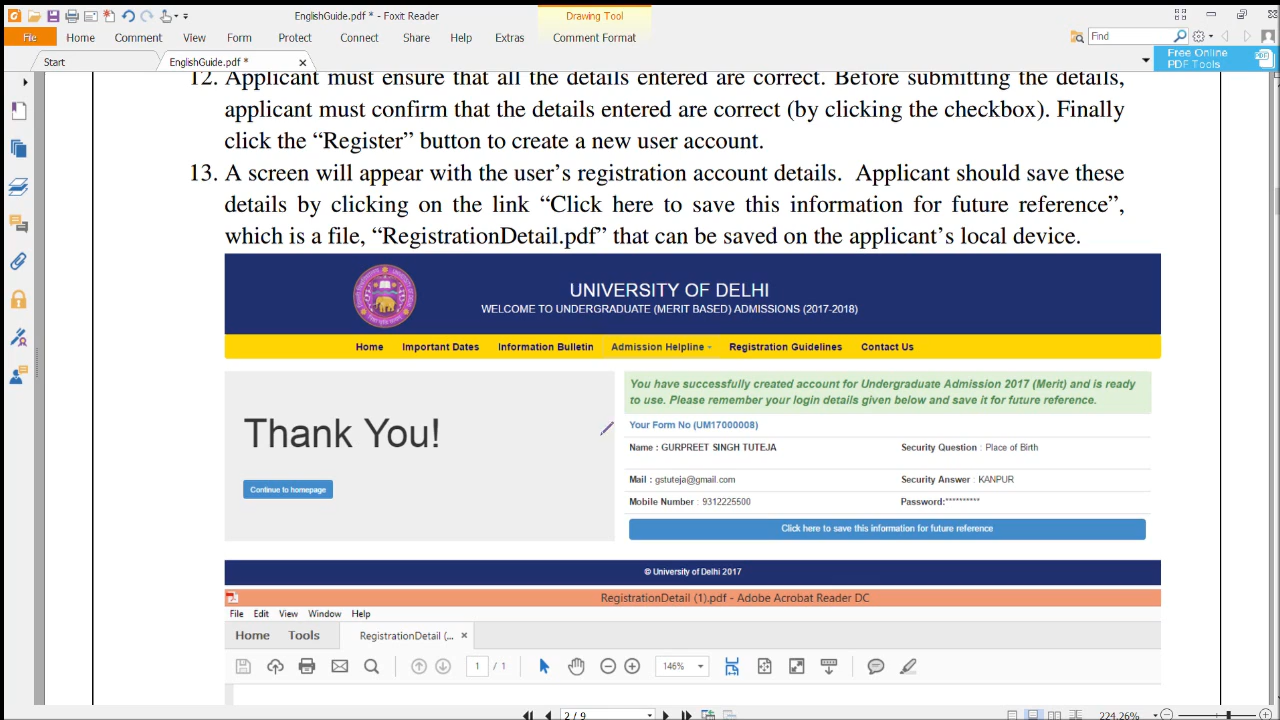 EnglishGuide.pdf * - Foxit Reader
Drawing Tool
File Home Comment View Form Protect Connect Share Help Extras Comment Format
Find
Start EnglishGuide.pdf *
Free Online
PDF Tools
12. Applicant must ensure that all the details entered are correct. Before submitting the details,
applicant must confirm that the details entered are correct (by clicking the checkbox). Finally
click the “Register” button to create a new user account.
13. A screen will appear with the user’s registration account details. Applicant should save these
details by clicking on the link “Click here to save this information for future reference”,
which is a file, “RegistrationDetail.pdf” that can be saved on the applicant’s local device.
UNIVERSITY OF DELHI
WELCOME TO UNDERGRADUATE (MERIT BASED) ADMISSIONS (2017-2018)
Home Important Dates Information Bulletin Admission Helpline Registration Guidelines Contact Us
Thank You!
Continue to homepage
You have successfully created account for Undergraduate Admission 2017 (Merit) and is ready
to use. Please remember your login details given below and save it for future reference.
Your Form No (UM17000008)
Name : GURPREET SINGH TUTEJA Security Question : Place of Birth
Mail : gstuteja@gmail.com Security Answer : KANPUR
Mobile Number : 9312225500 Password:**********
Click here to save this information for future reference
© University of Delhi 2017
RegistrationDetail (1).pdf - Adobe Acrobat Reader DC
File Edit View Window Help
Home Tools RegistrationDetail (... ×
1 / 1 146%
2 / 9 224.26%